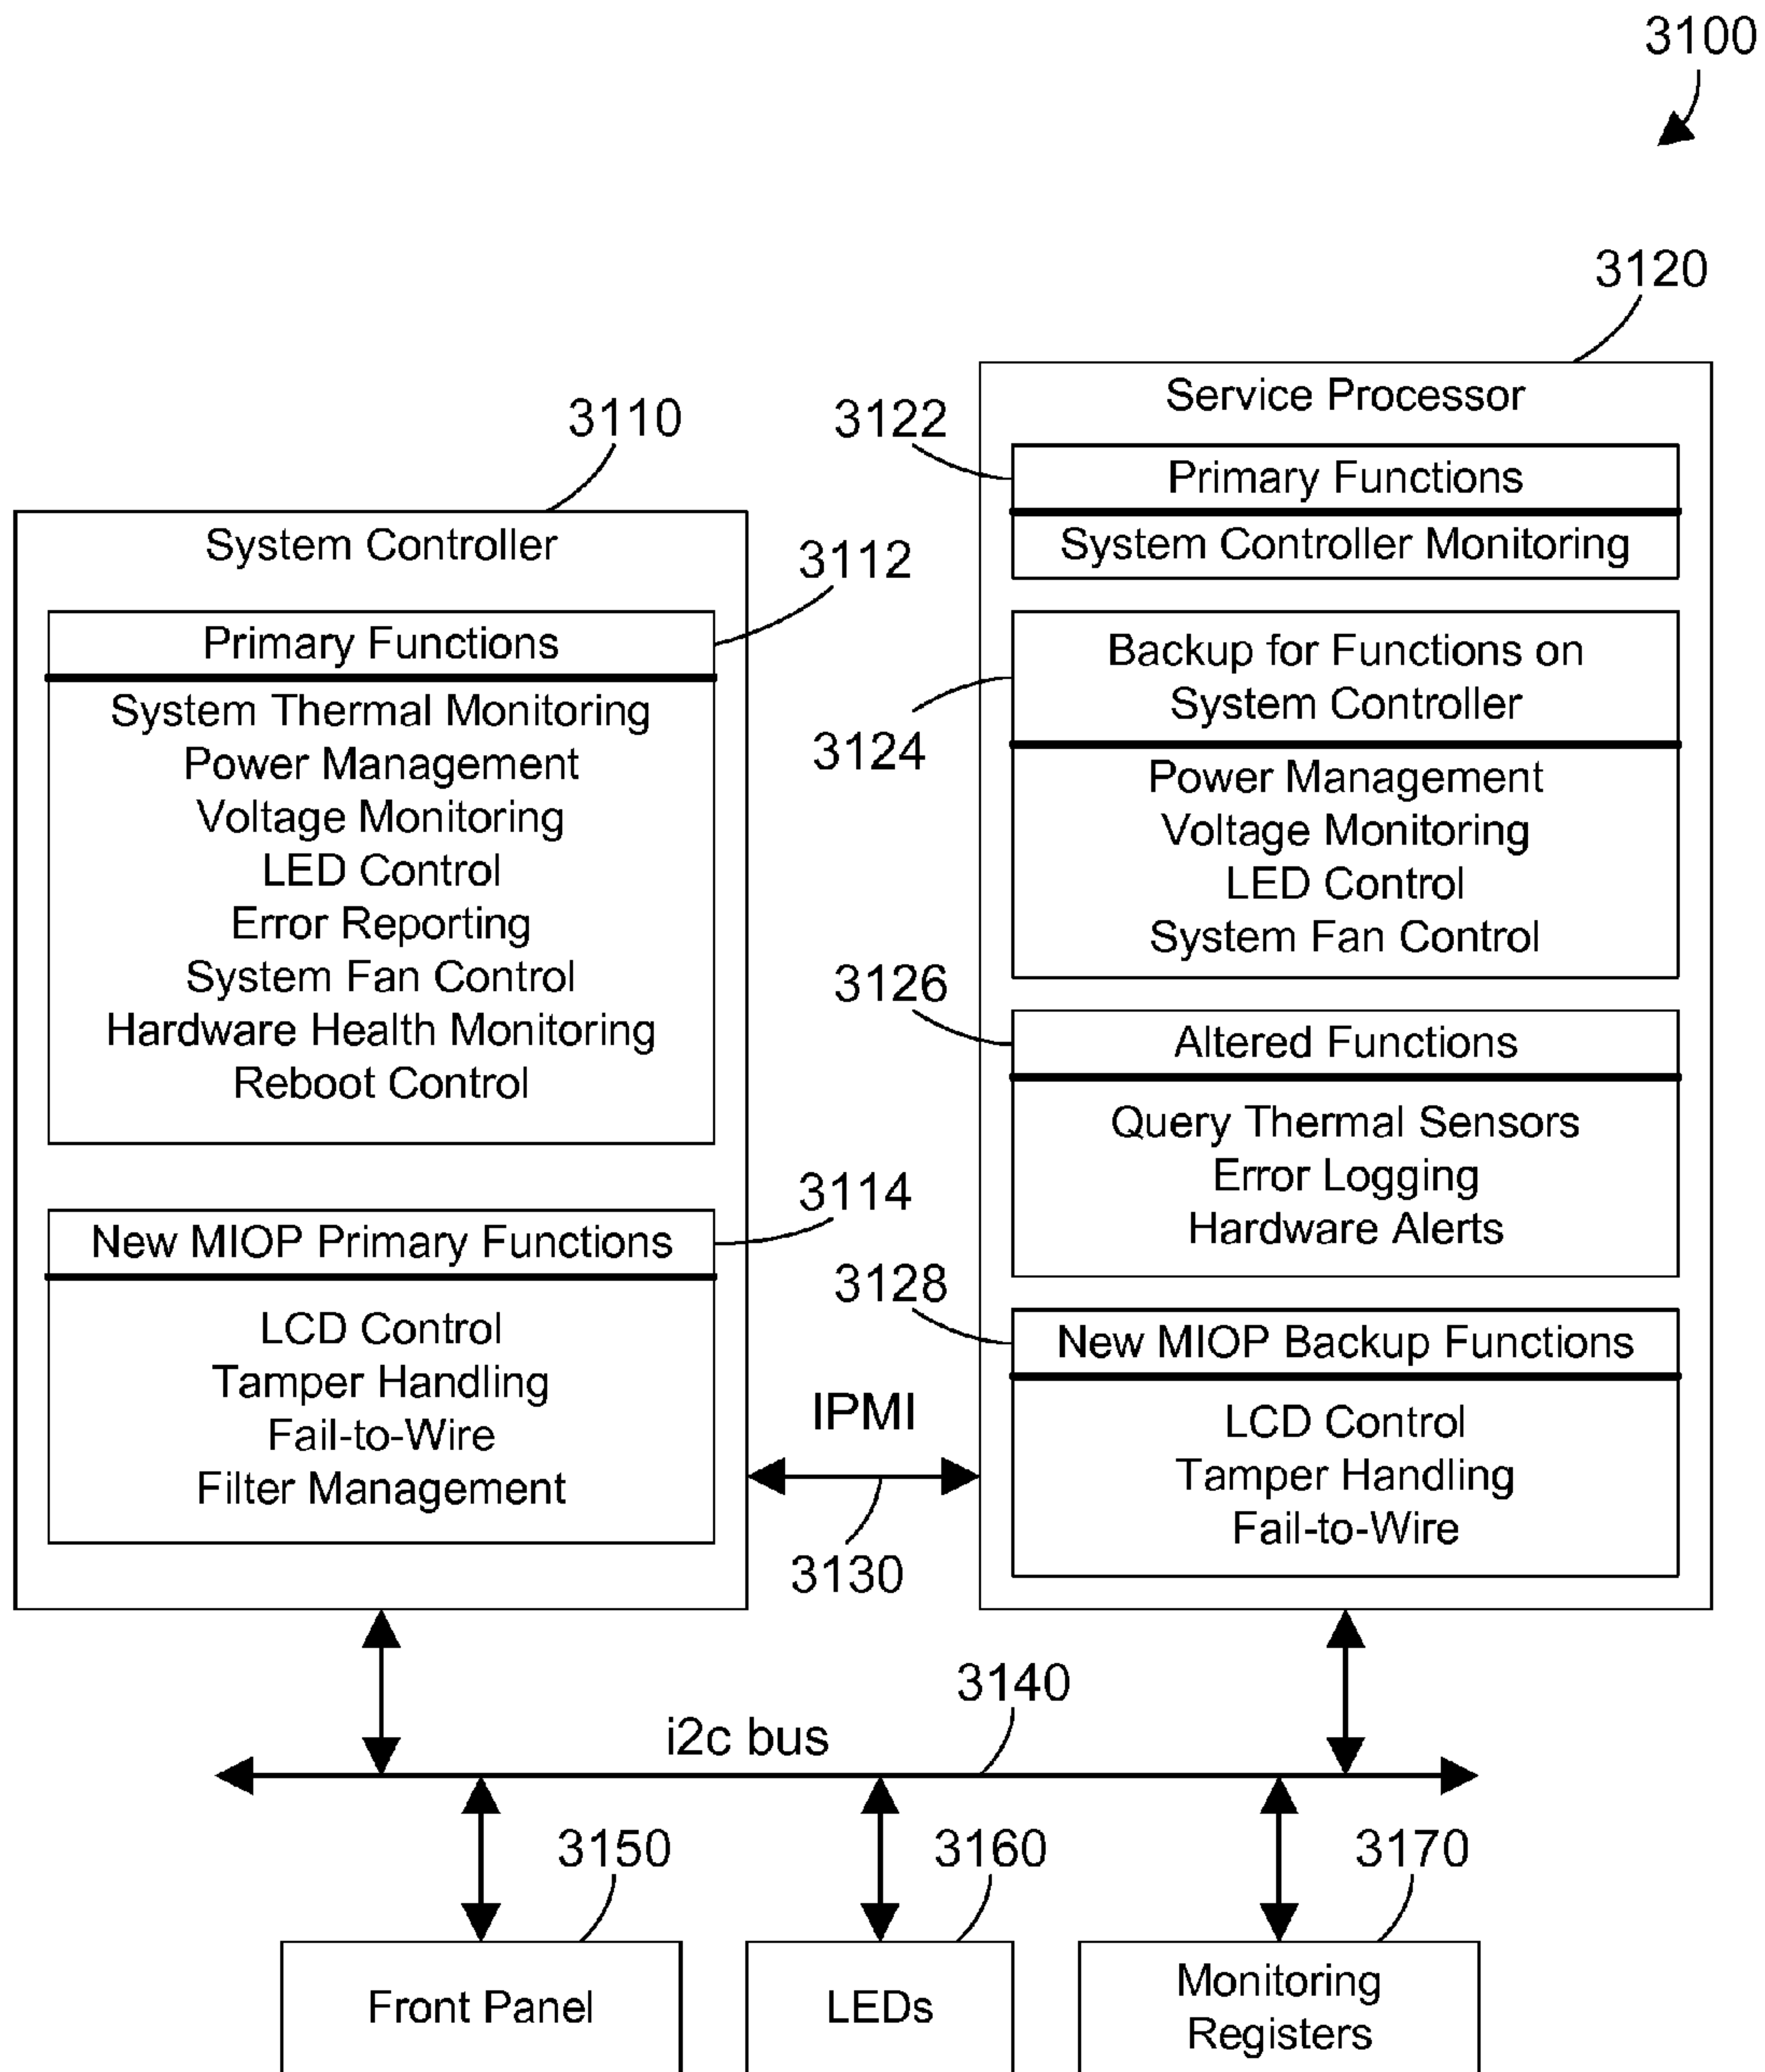 3100
3120
Service Processor
3122
Primary Functions
System Controller Monitoring
3110
System Controller
3112
Primary Functions
System Thermal Monitoring
Power Management
Voltage Monitoring
LED Control
Error Reporting
System Fan Control
Hardware Health Monitoring
Reboot Control
3124
Backup for Functions on
System Controller
Power Management
Voltage Monitoring
LED Control
System Fan Control
3126
Altered Functions
Query Thermal Sensors
Error Logging
Hardware Alerts
3114
New MIOP Primary Functions
LCD Control
Tamper Handling
Fail-to-Wire
Filter Management
3128
New MIOP Backup Functions
LCD Control
Tamper Handling
Fail-to-Wire
IPMI
3130
3140
i2c bus
3150
3160
3170
Front Panel
LEDs
Monitoring
Registers